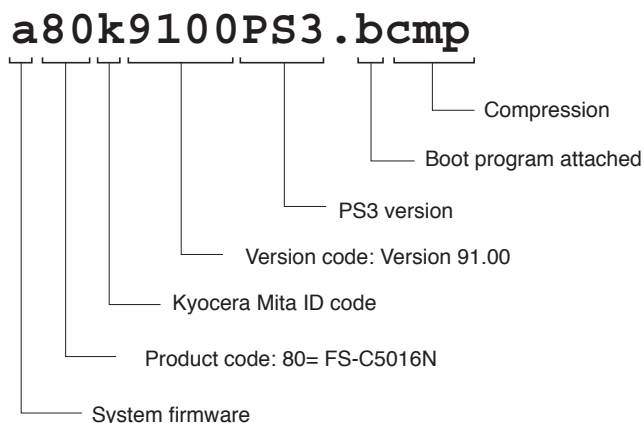 a80k9100PS3.bcmp
Compression
Boot program attached
PS3 version
Version code: Version 91.00
Kyocera Mita ID code
Product code: 80= FS-C5016N
System firmware